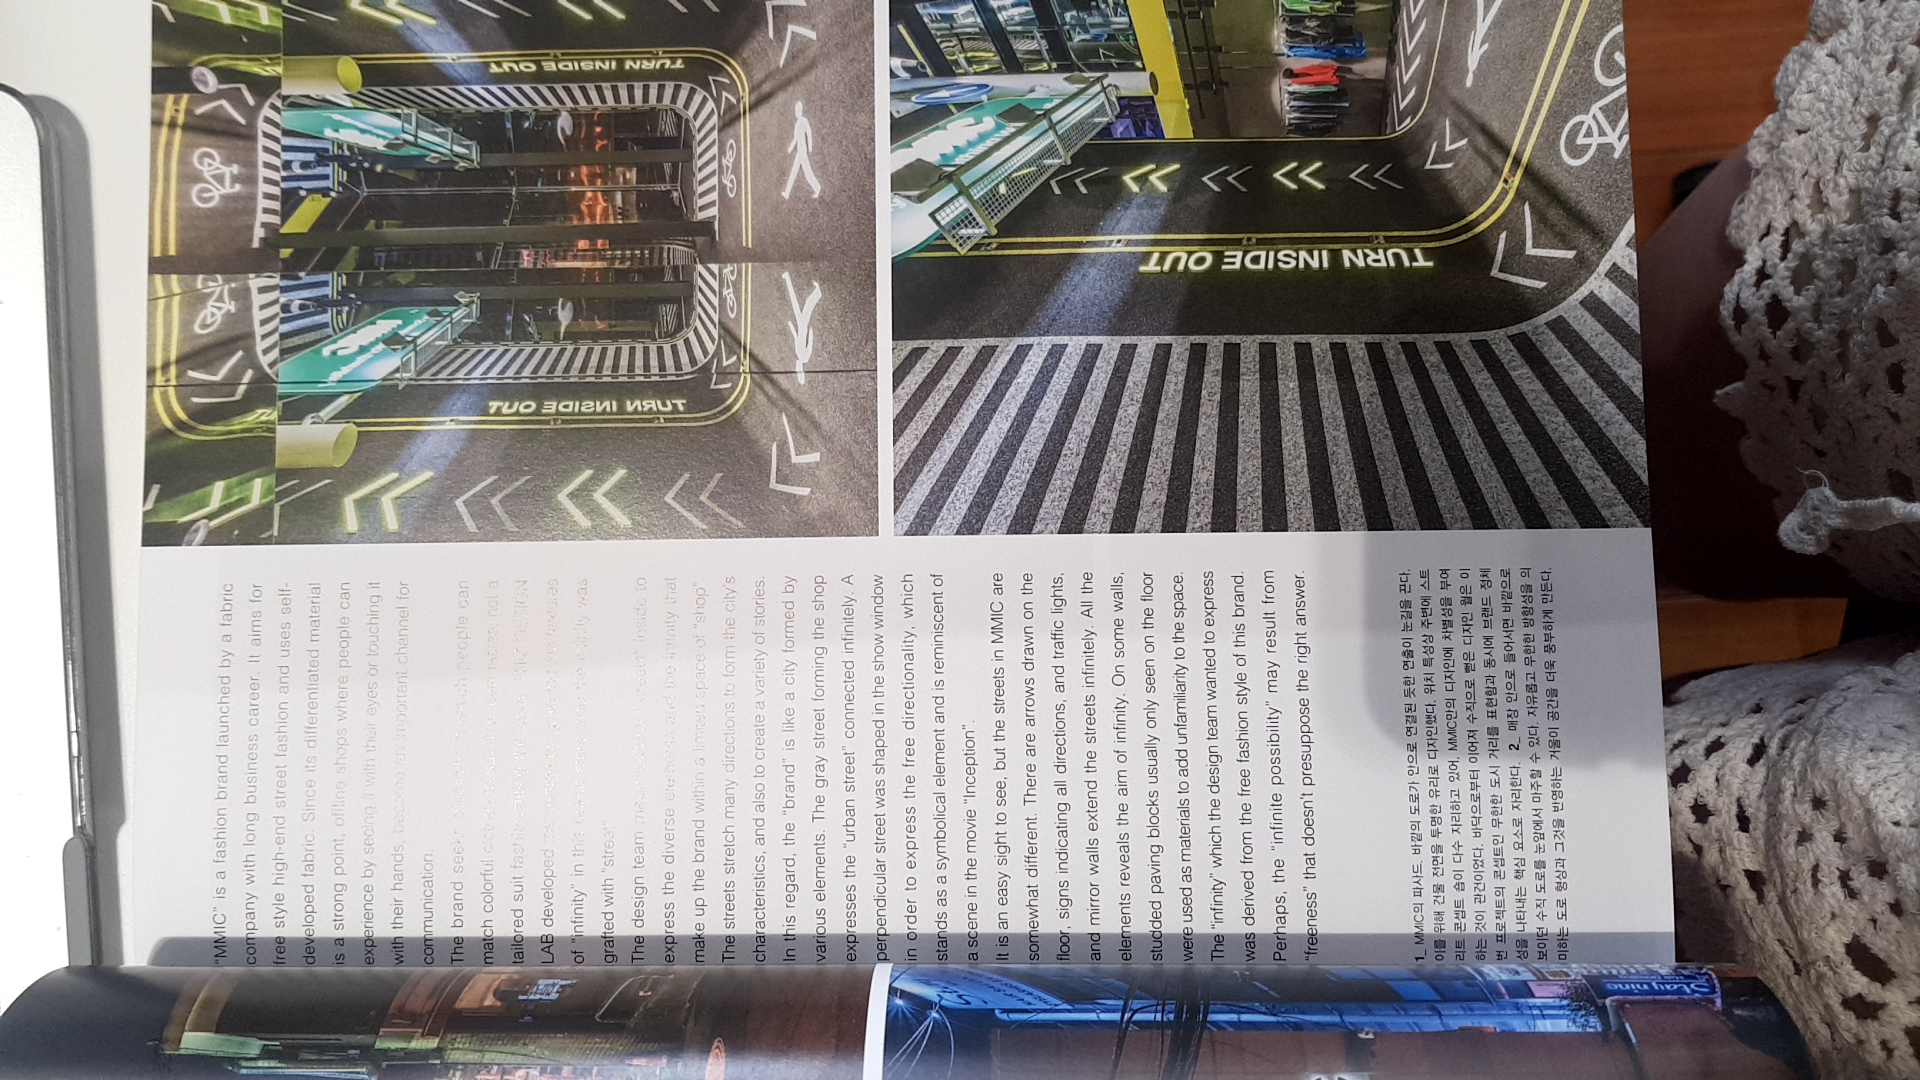 "MMIC" is a fashion brand launched by a fabric
company with long business career. It aims for
free style high-end street fashion and uses self-
developed fabric. Since its differentiated material
is a strong point, offline shops where people can
experience by seeing it with their eyes or touching it
with their hands, become an important channel for
communication.
The brand people can
match colorful not a
tailored suit DESIGN
LAB developed
of "infinity" in was
grafted with "street".
The design team inside to
express the diverse and the infinity that
make up the brand within a limited space of "shop".
The streets stretch many directions to form the city's
characteristics, and also to create a variety of stories.
In this regard, the "brand" is like a city formed by
various elements. The gray street forming the shop
expresses the "urban street" connected infinitely. A
perpendicular street was shaped in the show window
in order to express the free directionality, which
stands as a symbolical element and is reminiscent of
a scene in the movie "Inception".
It is an easy sight to see, but the streets in MMIC are
somewhat different. There are arrows drawn on the
floor, signs indicating all directions, and traffic lights,
and mirror walls extend the streets infinitely. All the
elements reveals the aim of infinity. On some walls,
studded paving blocks usually only seen on the floor
were used as materials to add unfamiliarity to the space.
The "infinity" which the design team wanted to express
was derived from the free fashion style of this brand.
Perhaps, the "infinite possibility" may result from
"freeness" that doesn't presuppose the right answer.
1_ MMIC의 파사드. 바깥의 도로가 안으로 연결된 듯한 연출이 눈길을 끈다.
이를 위해 건물 전면을 투명한 유리로 디자인했다. 위치 특성상 주변에 스트
리트 콘셉트 숍이 다수 자리하고 있어, MMIC만의 디자인에 차별성을 부여
하는 것이 관건이었다. 바닥으로부터 이어져 수직으로 뻗은 디자인 월은 이
번 프로젝트의 콘셉트인 무한한 도시 거리를 표현함과 동시에 브랜드 정체
성을 나타내는 핵심 요소로 자리한다. 2_ 매장 안으로 들어서면 바깥으로
보이던 수직 도로를 눈앞에서 마주할 수 있다. 자유롭고 무한한 방향성을 의
미하는 도로 형상과 그것을 반영하는 거울이 공간을 더욱 풍부하게 만든다.
TURN INSIDE OUT
TURN INSIDE OUT
TURN INSIDE OUT
Stay nine